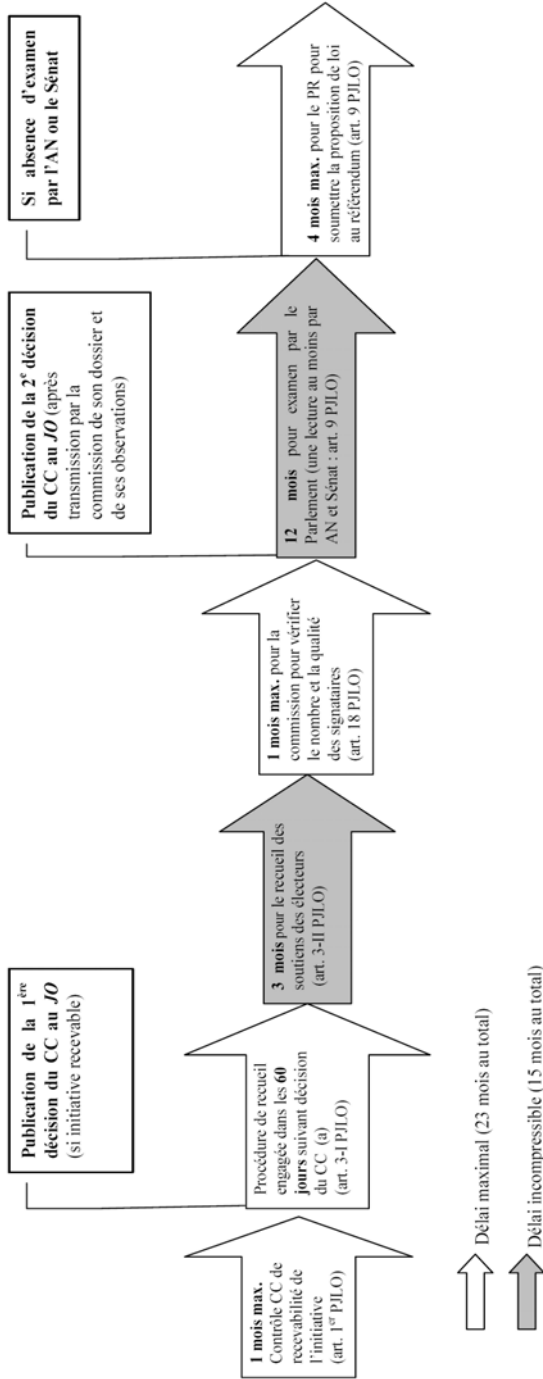 Publication de la 1ère
décision du CC au JO
(si initiative recevable)
Publication de la 2e décision
du CC au JO (après
transmission par la
commission de son dossier et
de ses observations)
Si absence d'examen
par l'AN ou le Sénat
1 mois max.
Contrôle CC de
recevabilité de
l'initiative
(art. 1er PJLO)
Procédure de recueil
engagée dans les 60
jours suivant décision
du CC (a)
(art. 3-I PJLO)
3 mois pour le recueil des
soutiens des électeurs
(art. 3-II PJLO)
1 mois max. pour la
commission pour vérifier
le nombre et la qualité
des signataires
(art. 18 PJLO)
12 mois pour examen par le
Parlement (une lecture au moins par
AN et Sénat : art. 9 PJLO)
4 mois max. pour le PR pour
soumettre la proposition de loi
au référendum (art. 9 PJLO)
Délai maximal (23 mois au total)
Délai incompressible (15 mois au total)